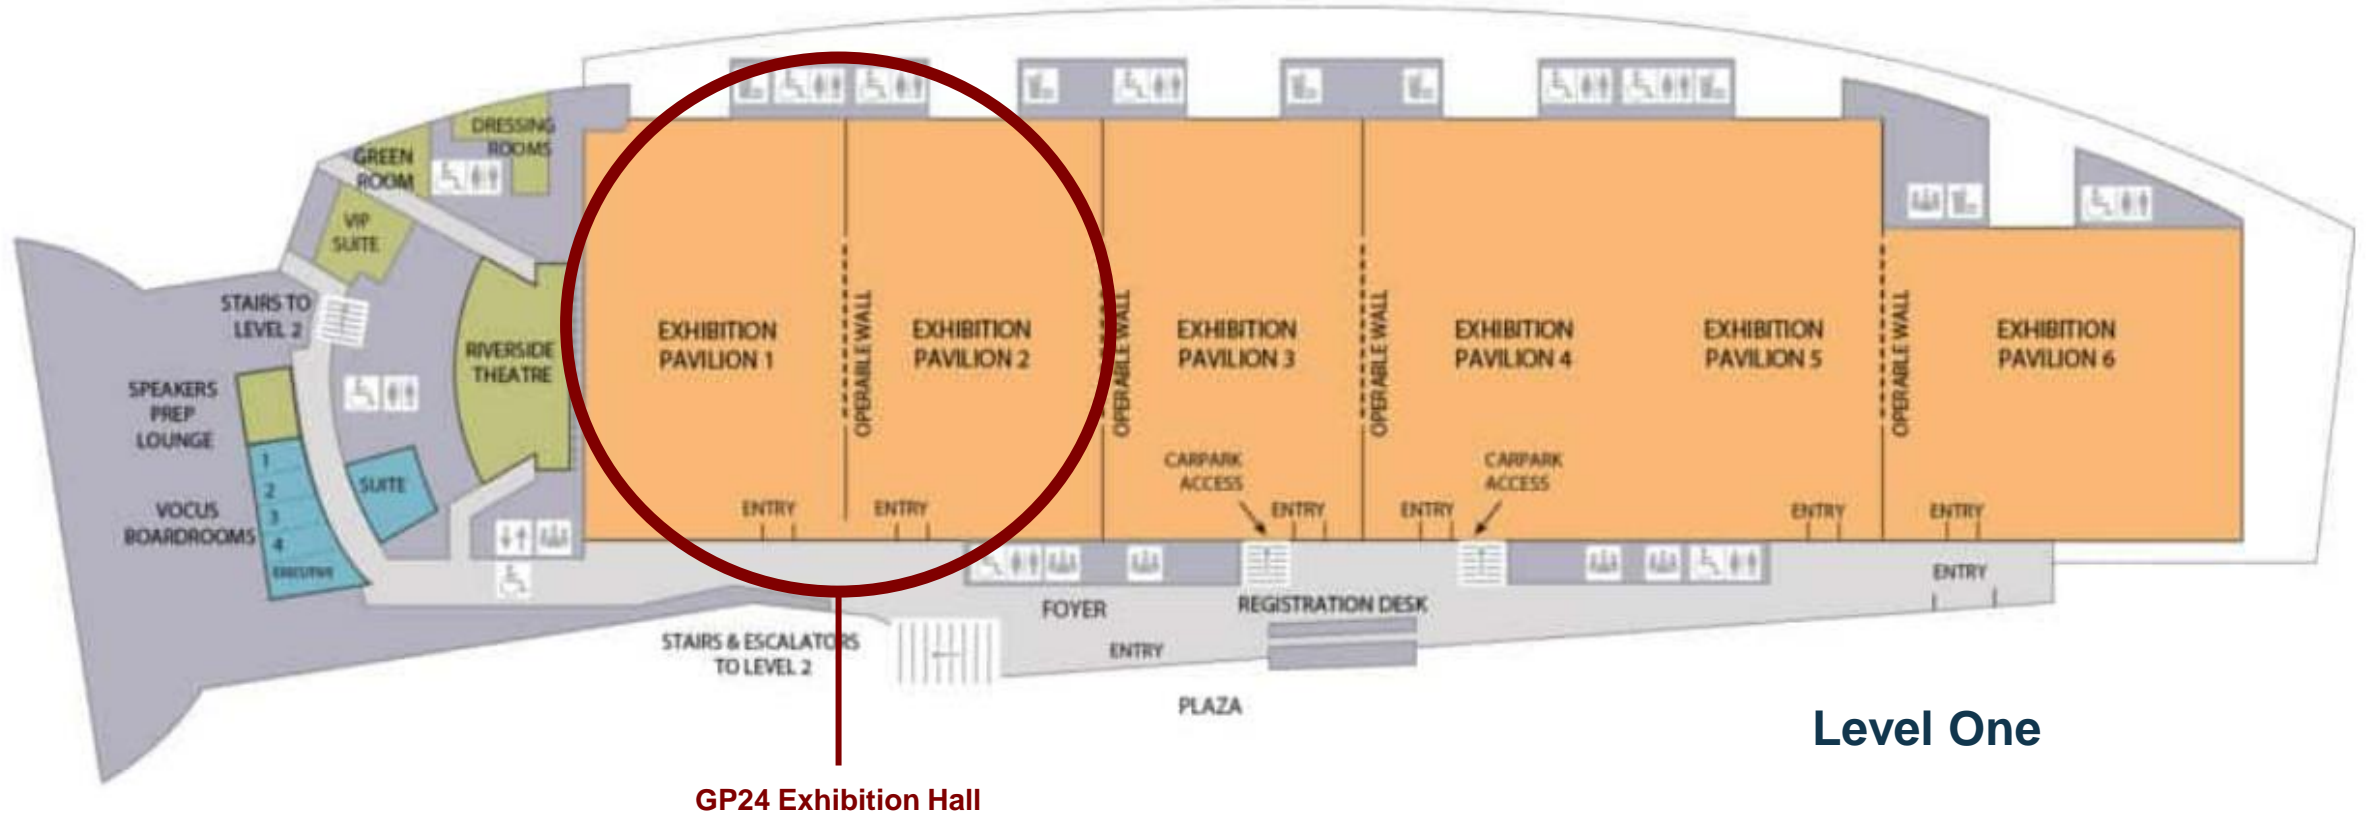 DRESSING
ROOMS
GREEN
ROOM
VIP
SUITE
STAIRS TO
LEVEL 2
RIVERSIDE
THEATRE
SPEAKERS
PREP
LOUNGE
1
2
3
4
EXECUTIVE
VOCUS
BOARDROOMS
SUITE
EXHIBITION
PAVILION 1
OPERABLE WALL
EXHIBITION
PAVILION 2
OPERABLE WALL
EXHIBITION
PAVILION 3
OPERABLE WALL
EXHIBITION
PAVILION 4
EXHIBITION
PAVILION 5
OPERABLE WALL
EXHIBITION
PAVILION 6
CARPARK
ACCESS
CARPARK
ACCESS
ENTRY
ENTRY
ENTRY
ENTRY
ENTRY
ENTRY
ENTRY
FOYER
REGISTRATION DESK
STAIRS & ESCALATORS
TO LEVEL 2
ENTRY
PLAZA
Level One
GP24 Exhibition Hall